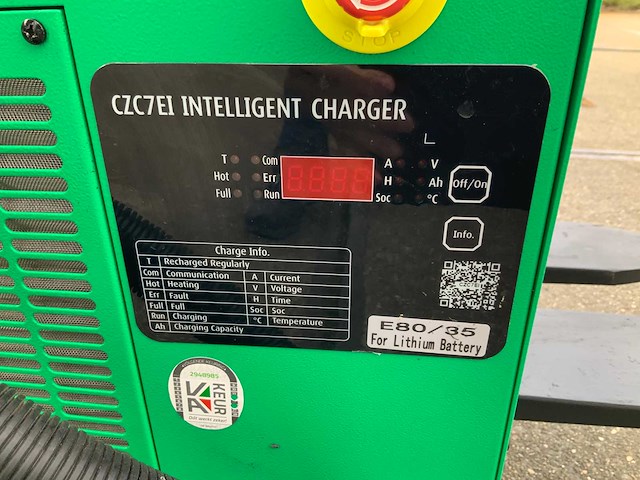 STOP
CZC7EI INTELLIGENT CHARGER
T Com A V
Hot Err H Ah Off/On
Full Run Soc °C
Info.
Charge Info.
T Recharged Regularly
Com Communication A Current
Hot Heating V Voltage
Err Fault H Time
Full Full Soc Soc
Run Charging °C Temperature
Ah Charging Capacity
E80/35
For Lithium Battery
2940985
KEUR